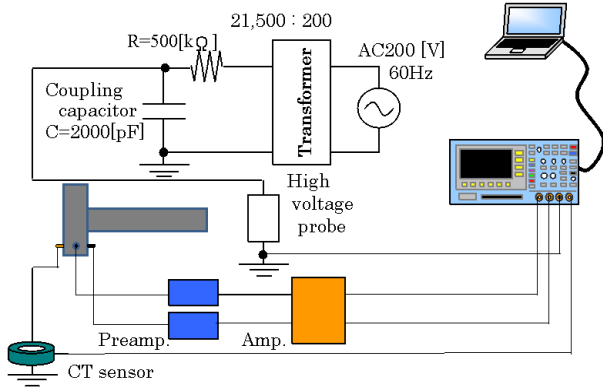 21,500 : 200
R=500[kΩ]
AC200 [V]
60Hz
Coupling
capacitor
C=2000[pF]
Transformer
High
voltage
probe
Preamp.
Amp.
CT sensor